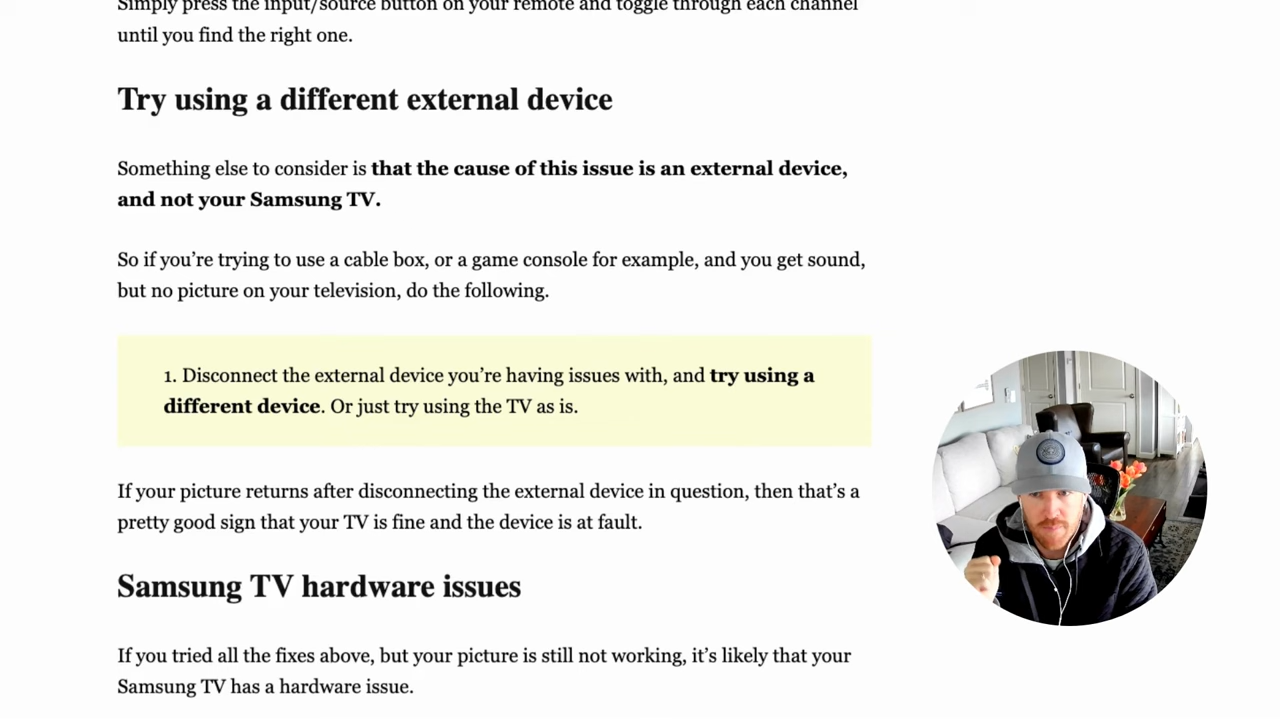 Simply press the input/source button on your remote and toggle through each channel
until you find the right one.
Try using a different external device
Something else to consider is that the cause of this issue is an external device,
and not your Samsung TV.
So if you’re trying to use a cable box, or a game console for example, and you get sound,
but no picture on your television, do the following.
1. Disconnect the external device you’re having issues with, and try using a
different device. Or just try using the TV as is.
If your picture returns after disconnecting the external device in question, then that’s a
pretty good sign that your TV is fine and the device is at fault.
Samsung TV hardware issues
If you tried all the fixes above, but your picture is still not working, it’s likely that your
Samsung TV has a hardware issue.